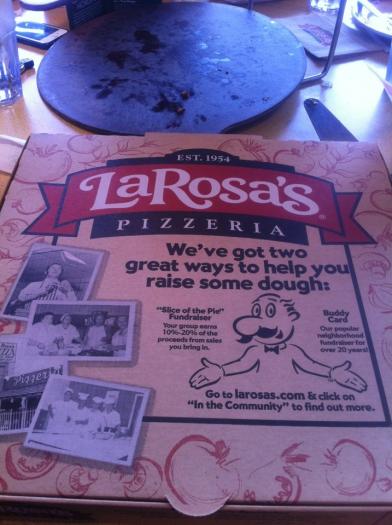 EST. 1954
LaRosa's®
PIZZERIA
We've got two
great ways to help you
raise some dough:
"Slice of the Pie"
Fundraiser
Your group earns
10%-20% of the
proceeds from sales
you bring in.
Buddy
Card
Our popular
neighborhood
fundraiser for
over 20 years!
Go to larosas.com & click on
"In the Community" to find out more.
Pizzeria